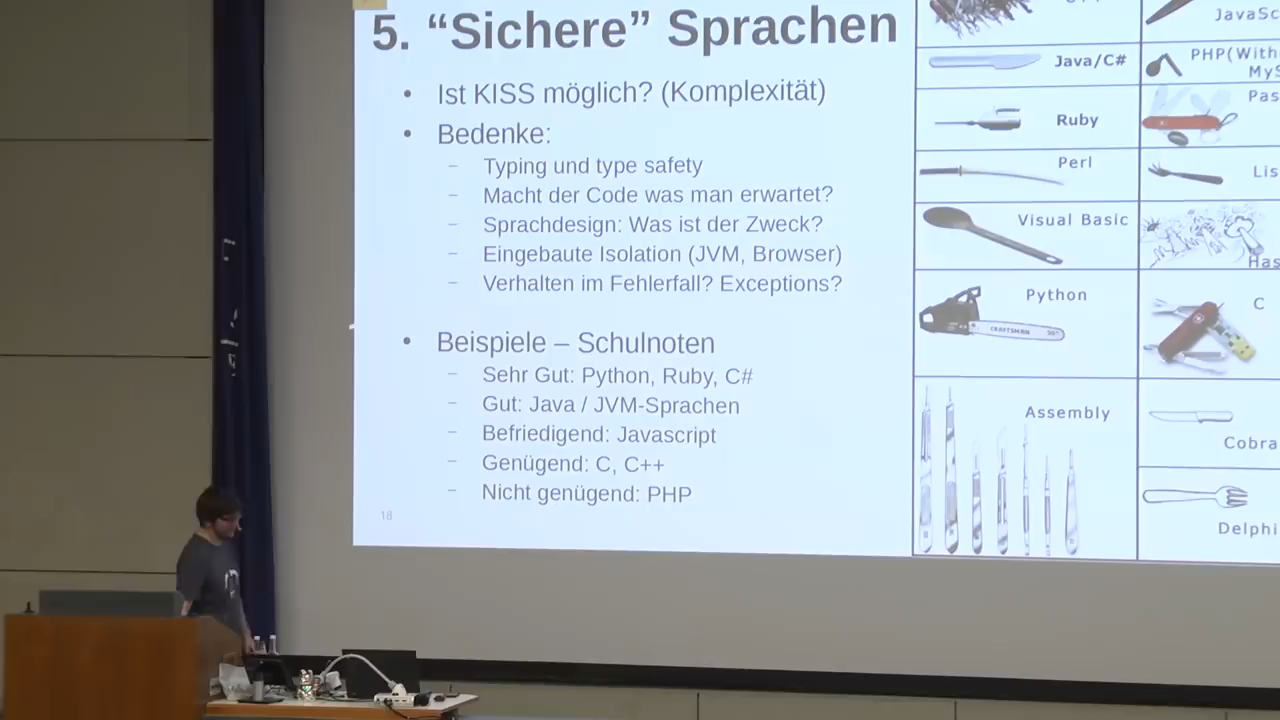 5. “Sichere” Sprachen
• Ist KISS möglich? (Komplexität)
• Bedenke:
– Typing und type safety
– Macht der Code was man erwartet?
– Sprachdesign: Was ist der Zweck?
– Eingebaute Isolation (JVM, Browser)
– Verhalten im Fehlerfall? Exceptions?
• Beispiele – Schulnoten
– Sehr Gut: Python, Ruby, C#
– Gut: Java / JVM-Sprachen
– Befriedigend: Javascript
– Genügend: C, C++
– Nicht genügend: PHP
18
JavaSc
Java/C#
PHP(With
MyS
Ruby
Pas
Perl
Lis
Visual Basic
Has
Python
CRAFTSMAN
C
Assembly
Cobra
Delphi